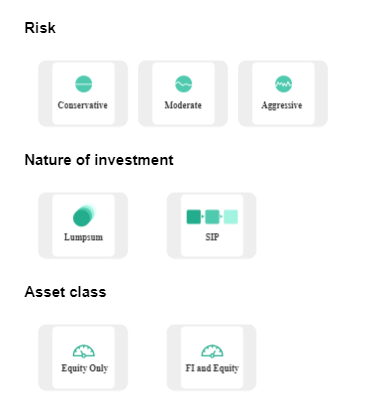 Risk
Conservative Moderate Aggressive
Nature of investment
Lumpsum SIP
Asset class
Equity Only FI and Equity